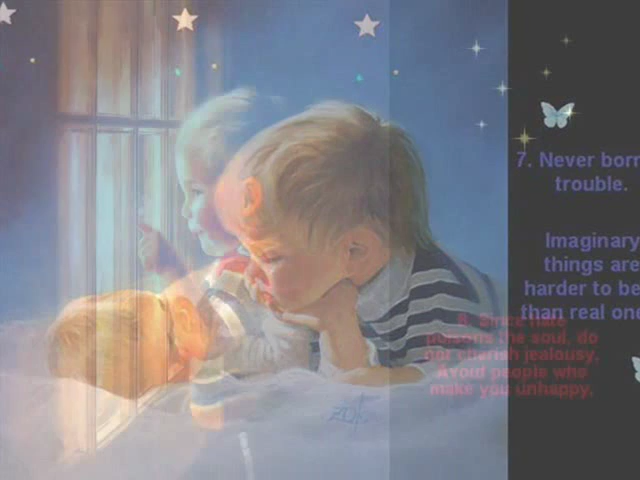 7. Never borr
trouble.
Imaginary
things are
harder to be
than real one
8. Since hate
poisons the soul, do
not cherish jealousy,
Avoid people who
make you unhappy,